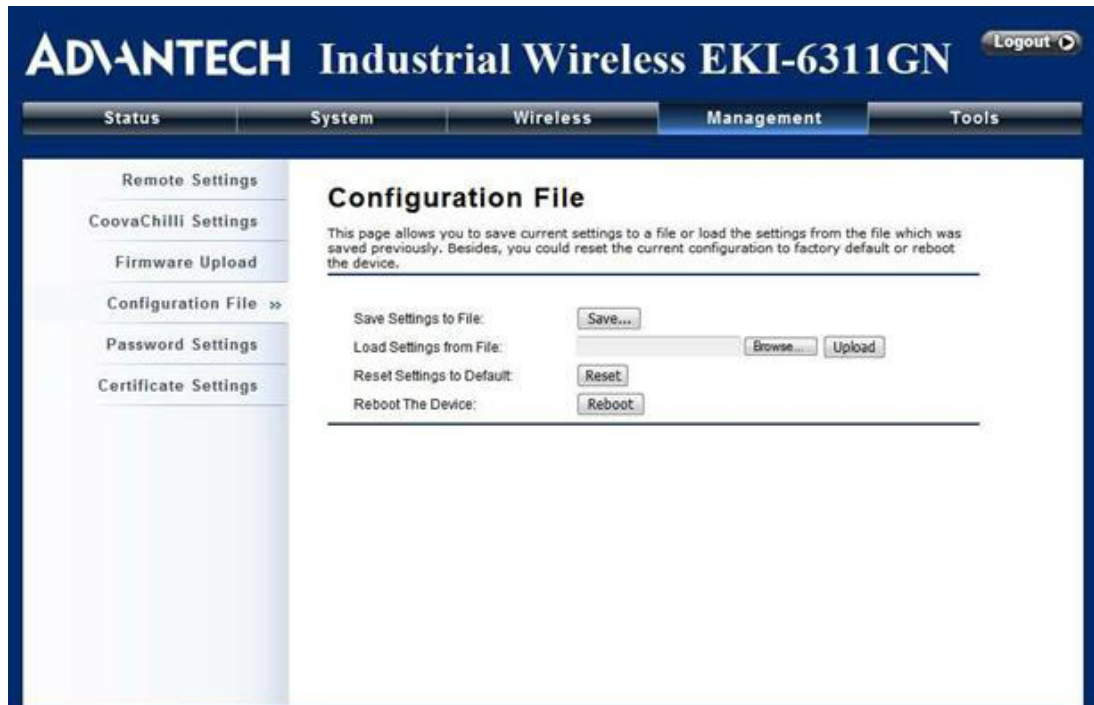 ADVANTECH Industrial Wireless EKI-6311GN
Logout
Status System Wireless Management Tools
Remote Settings
CoovaChilli Settings
Firmware Upload
Configuration File »
Password Settings
Certificate Settings
Configuration File
This page allows you to save current settings to a file or load the settings from the file which was
saved previously. Besides, you could reset the current configuration to factory default or reboot
the device.
Save Settings to File: Save...
Load Settings from File: Browse... Upload
Reset Settings to Default: Reset
Reboot The Device: Reboot